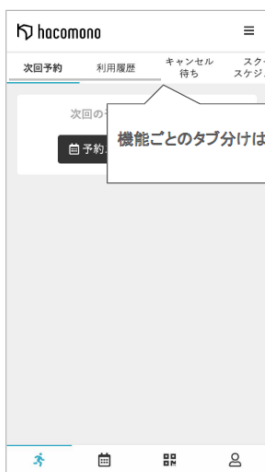 hacomono
次回予約
利用履歴
キャンセル
待ち
スク
スケジ
次回の
予約
機能ごとのタブ分けは